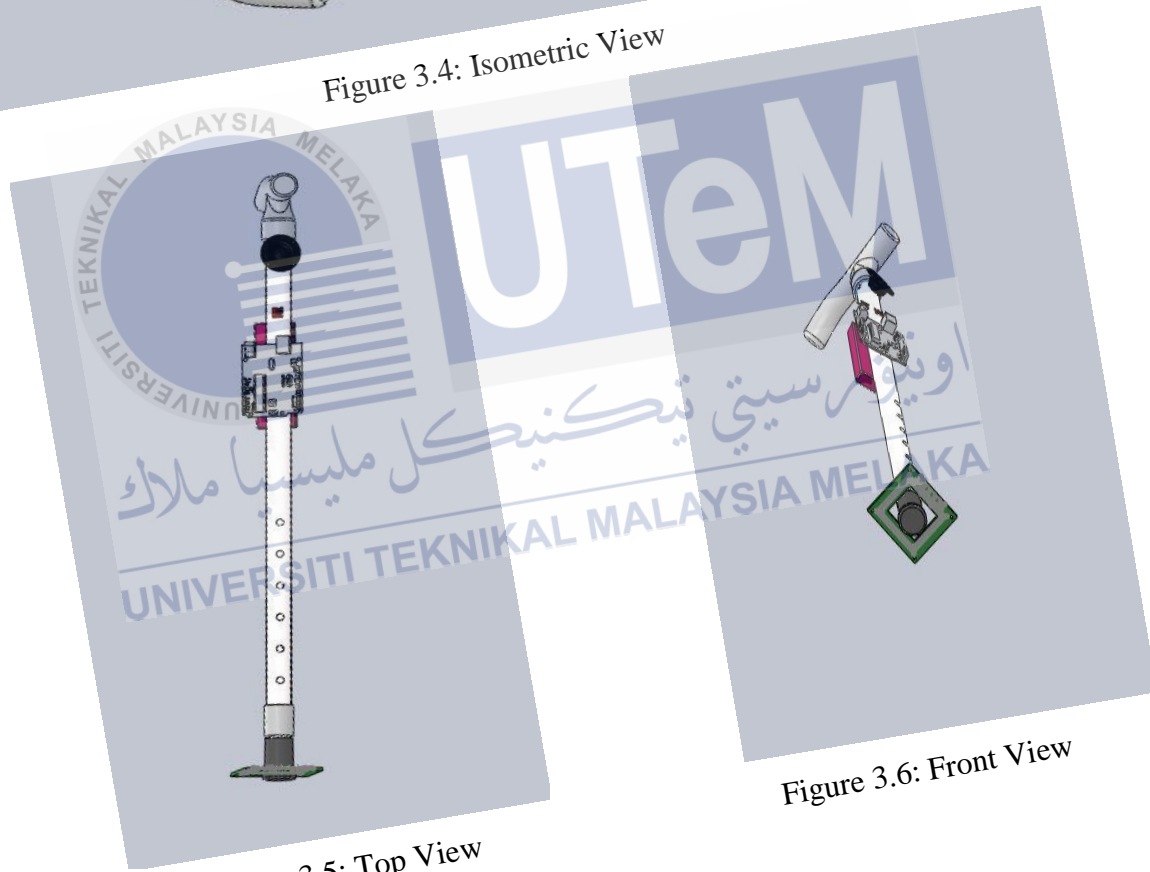 Figure 3.4: Isometric View
UNIVERSITI TEKNIKAL MALAYSIA MELAKA
UTeM
اونيۏرسيتي تيكنيكل مليسيا ملاك
UNIVERSITI TEKNIKAL MALAYSIA MELAKA
Figure 3.6: Front View
3.5: Top View